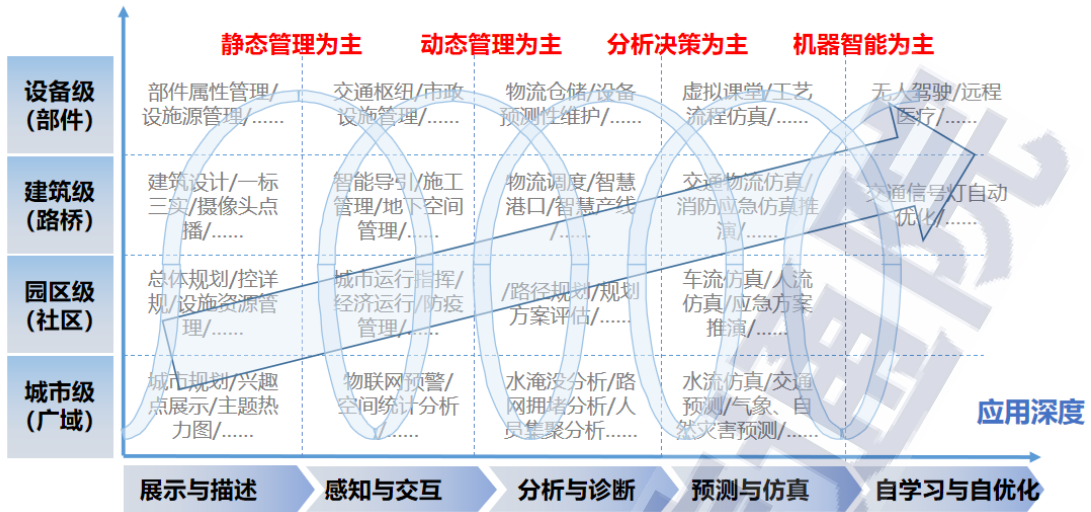 静态管理为主 动态管理为主 分析决策为主 机器智能为主
设备级
（部件）
部件属性管理/
设施源管理/……
交通枢纽/市政
设施管理/……
物流仓储/设备
预测性维护/……
虚拟课堂/工艺
流程仿真/……
无人驾驶/远程
医疗/……
建筑级
（路桥）
建筑设计/一标
三实/摄像头点
播/……
智能导引/施工
管理/地下空间
管理/……
物流调度/智慧
港口/智慧产线
/……
交通物流仿真/
消防应急仿真推
演/……
交通信号灯自动
优化/……
园区级
（社区）
总体规划/控详
规/设施资源管
理/……
城市运行指挥/
经济运行/防疫
管理/……
/路径规划/规划
方案评估/……
车流仿真/人流
仿真/应急方案
推演/……
城市级
（广域）
城市规划/兴趣
点展示/主题热
力图/……
物联网预警/
空间统计分析
/……
水淹没分析/路
网拥堵分析/人
员集聚分析……
水流仿真/交通
预测/气象、自
然灾害预测/……
应用深度
展示与描述 感知与交互 分析与诊断 预测与仿真 自学习与自优化